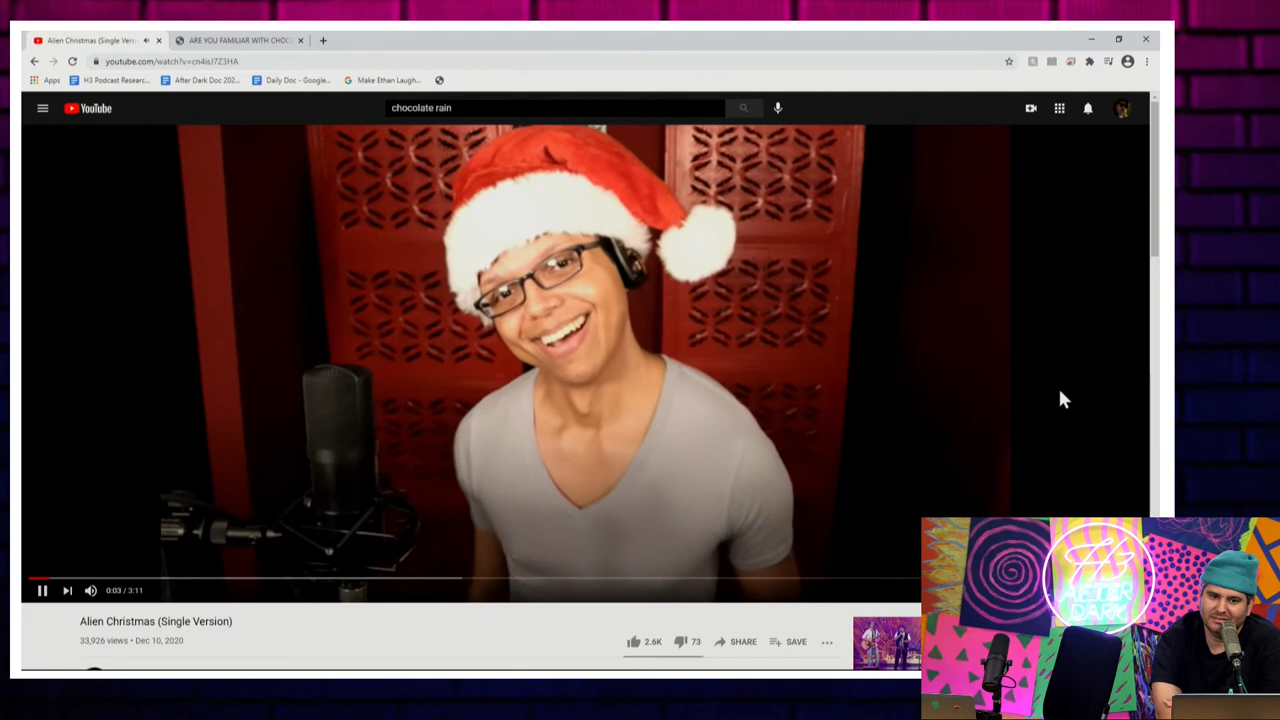 Alien Christmas (Single Vers
ARE YOU FAMILIAR WITH CHOC
youtube.com/watch?v=cn4isJ7Z3HA
Apps
H3 Podcast Researc...
After Dark Doc 202...
Daily Doc - Google...
Make Ethan Laugh...
YouTube
chocolate rain
0:03 / 3:11
Alien Christmas (Single Version)
33,926 views • Dec 10, 2020
2.6K
73
SHARE
SAVE
AFTER
DARK